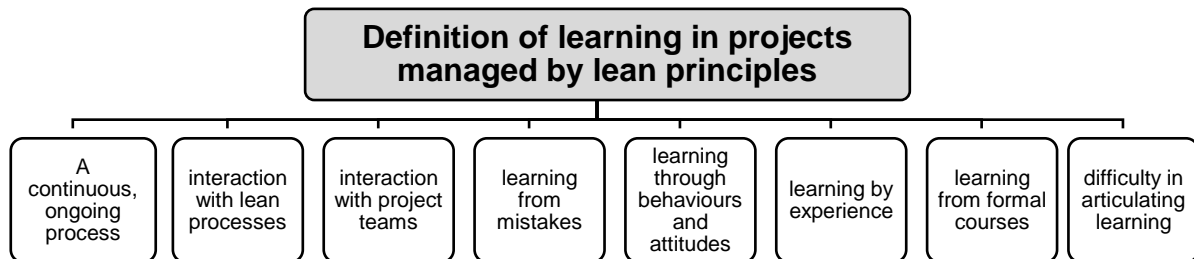 Definition of learning in projects
managed by lean principles
A
continuous,
ongoing
process
interaction
with lean
processes
interaction
with project
teams
learning
from
mistakes
learning
through
behaviours
and
attitudes
learning by
experience
learning
from formal
courses
difficulty in
articulating
learning